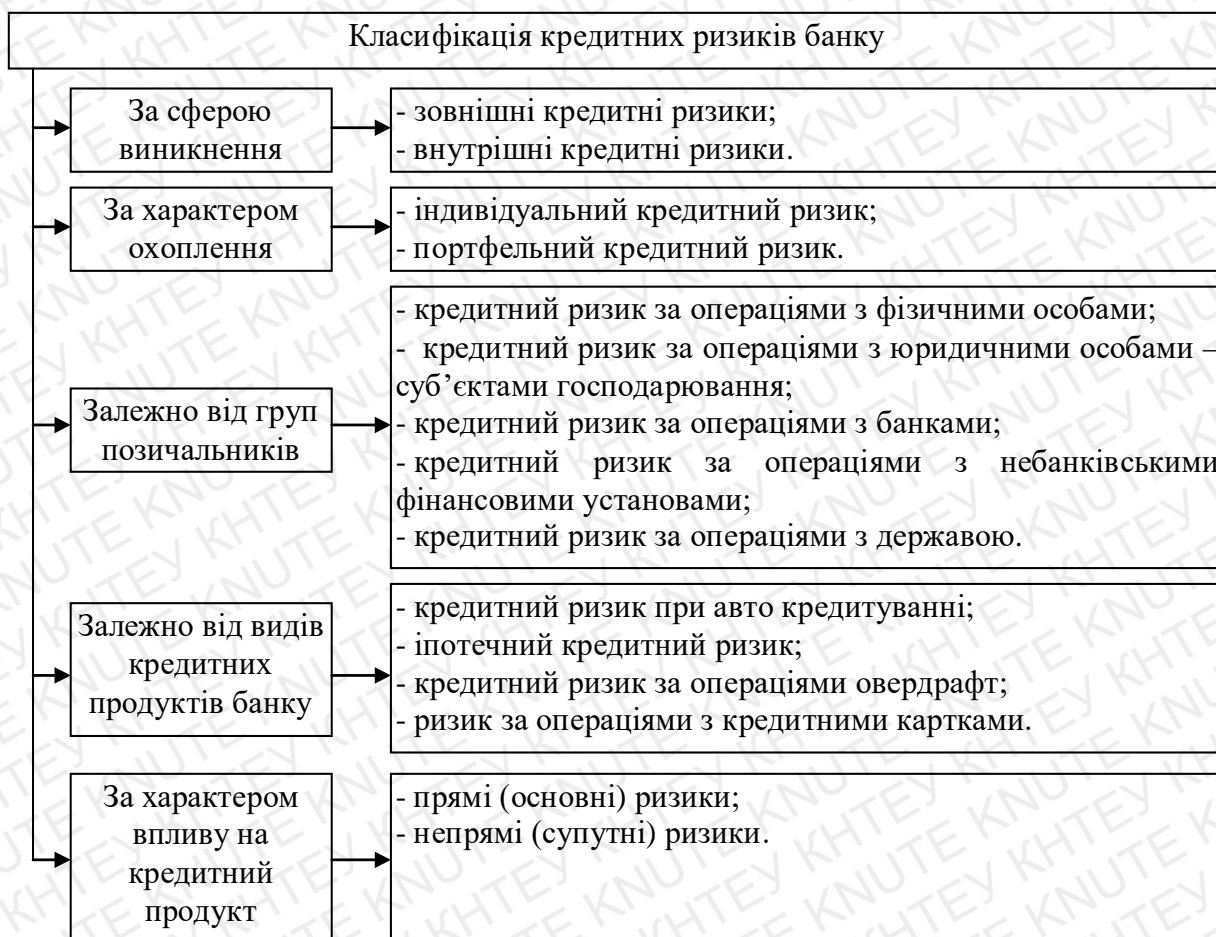 Класифікація кредитних ризиків банку
За сферою
виникнення
- зовнішні кредитні ризики;
- внутрішні кредитні ризики.
За характером
охоплення
- індивідуальний кредитний ризик;
- портфельний кредитний ризик.
Залежно від груп
позичальників
- кредитний ризик за операціями з фізичними особами;
- кредитний ризик за операціями з юридичними особами –
суб’єктами господарювання;
- кредитний ризик за операціями з банками;
- кредитний ризик за операціями з небанківськими
фінансовими установами;
- кредитний ризик за операціями з державою.
Залежно від видів
кредитних
продуктів банку
- кредитний ризик при авто кредитуванні;
- іпотечний кредитний ризик;
- кредитний ризик за операціями овердрафт;
- ризик за операціями з кредитними картками.
За характером
впливу на
кредитний
продукт
- прямі (основні) ризики;
- непрямі (супутні) ризики.